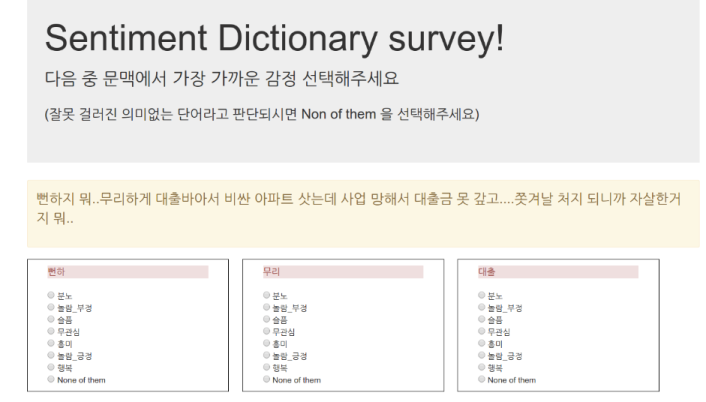 Sentiment Dictionary survey!
다음 중 문맥에서 가장 가까운 감정 선택해주세요
(잘못 걸러진 의미없는 단어라고 판단되시면 Non of them 을 선택해주세요)
뻔하지 뭐..무리하게 대출바아서 비싼 아파트 삿는데 사업 망해서 대출금 못 갚고....쫓겨날 처지 되니까 자살한거
지 뭐..
뻔하
분노
놀람_부정
슬픔
무관심
흥미
놀람_긍정
행복
None of them
무리
분노
놀람_부정
슬픔
무관심
흥미
놀람_긍정
행복
None of them
대출
분노
놀람_부정
슬픔
무관심
흥미
놀람_긍정
행복
None of them